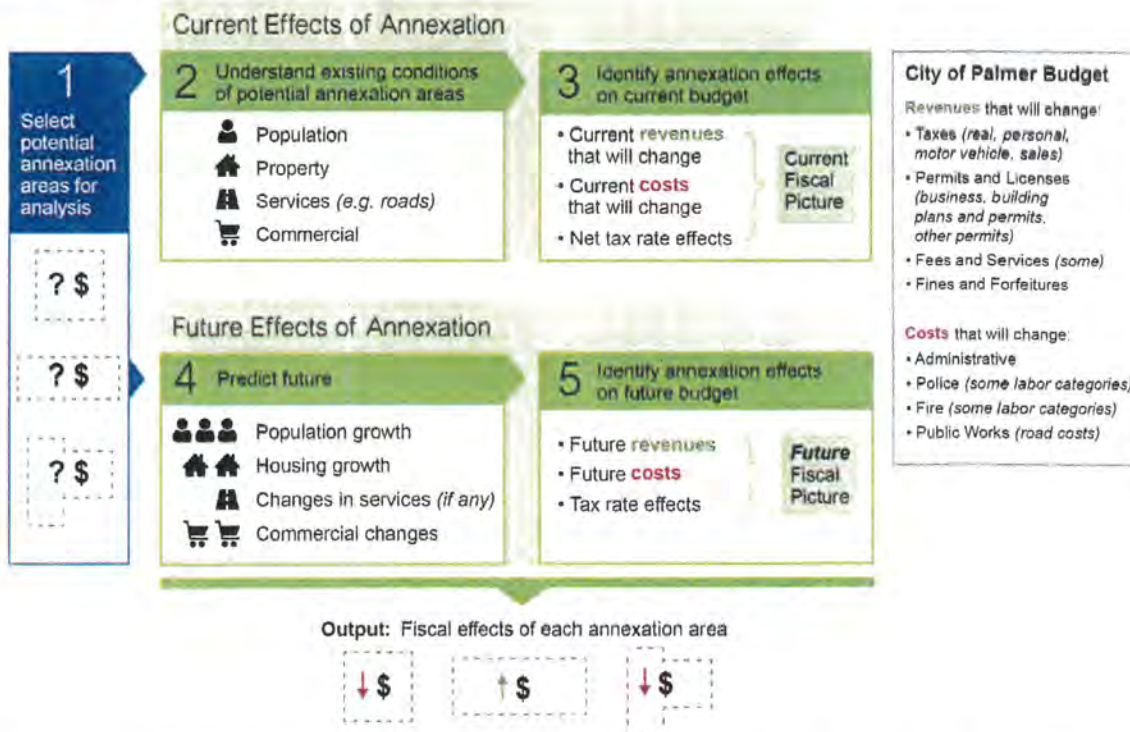 Current Effects of Annexation
1
Select
potential
annexation
areas for
analysis
? $
? $
? $
2 Understand existing conditions
of potential annexation areas
Population
Property
Services (e.g. roads)
Commercial
3 Identify annexation effects
on current budget
• Current revenues
that will change
• Current costs
that will change
• Net tax rate effects
Current
Fiscal
Picture
Future Effects of Annexation
4 Predict future
Population growth
Housing growth
Changes in services (if any)
Commercial changes
5 Identify annexation effects
on future budget
• Future revenues
• Future costs
• Tax rate effects
Future
Fiscal
Picture
City of Palmer Budget
Revenues that will change:
• Taxes (real, personal,
motor vehicle, sales)
• Permits and Licenses
(business, building
plans and permits,
other permits)
• Fees and Services (some)
• Fines and Forfeitures
Costs that will change:
• Administrative
• Police (some labor categories)
• Fire (some labor categories)
• Public Works (road costs)
Output: Fiscal effects of each annexation area
↓ $
↑ $
↓ $